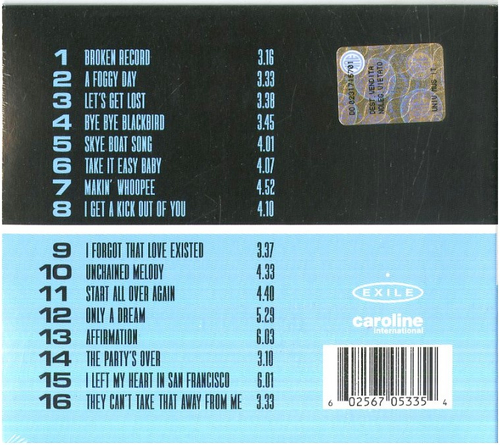 1 BROKEN RECORD 3.16
2 A FOGGY DAY 3.33
3 LET'S GET LOST 3.38
4 BYE BYE BLACKBIRD 3.45
5 SKYE BOAT SONG 4.01
6 TAKE IT EASY BABY 4.07
7 MAKIN' WHOOPEE 4.52
8 I GET A KICK OUT OF YOU 4.10
DEST.VENDITA
NOLEG.VIETATO
9 I FORGOT THAT LOVE EXISTED 3.37
10 UNCHAINED MELODY 4.33
11 START ALL OVER AGAIN 4.40
12 ONLY A DREAM 5.29
13 AFFIRMATION 6.03
14 THE PARTY'S OVER 3.10
15 I LEFT MY HEART IN SAN FRANCISCO 6.01
16 THEY CAN'T TAKE THAT AWAY FROM ME 3.33
EXILE
caroline
international
6 02567 05335 4